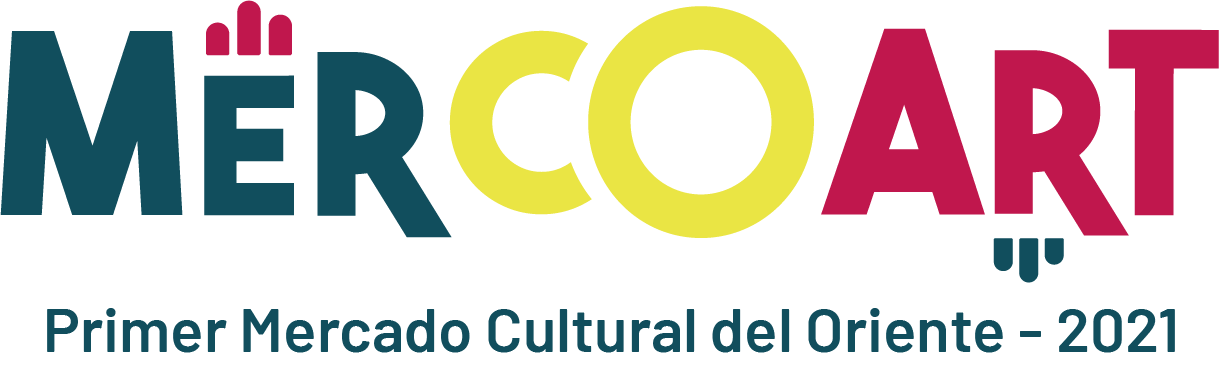 MERCOART
Primer Mercado Cultural del Oriente - 2021